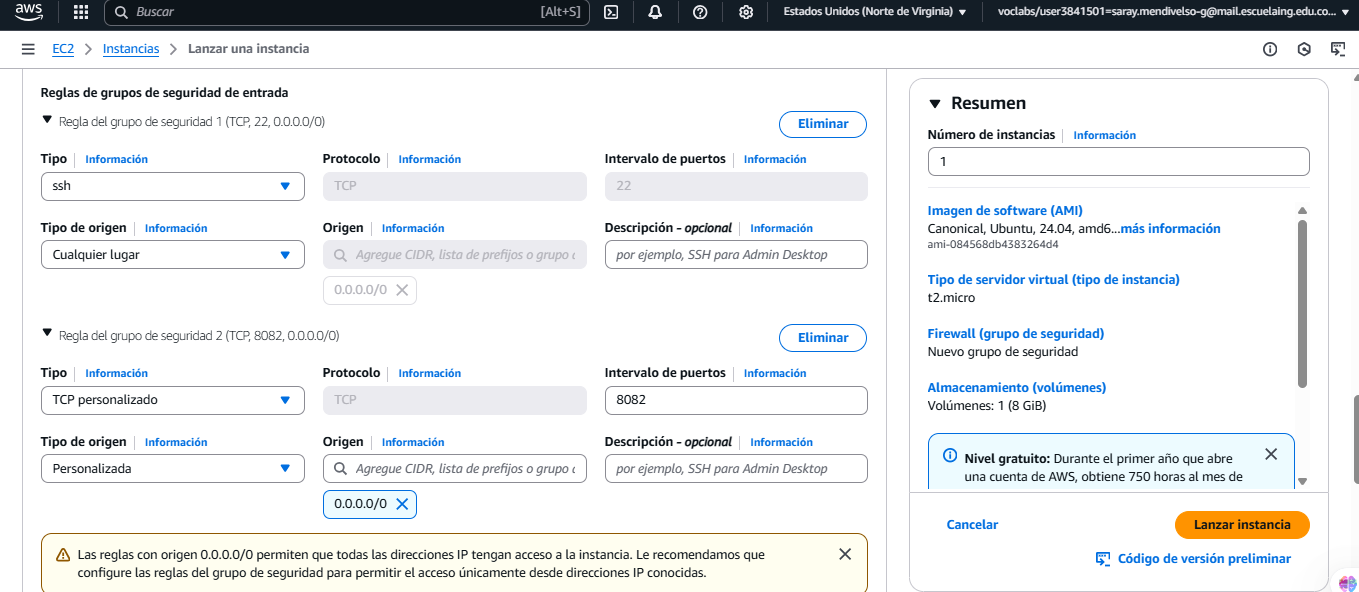 aws
Buscar
[Alt+S]
Estados Unidos (Norte de Virginia)
voclabs/user3841501=saray.mendivelso-g@mail.escuelaing.edu.co...
EC2
Instancias
Lanzar una instancia
Reglas de grupos de seguridad de entrada
Regla del grupo de seguridad 1 (TCP, 22, 0.0.0.0/0)
Eliminar
Tipo Información
Protocolo Información
Intervalo de puertos Información
ssh
TCP
22
Tipo de origen Información
Origen Información
Descripción - opcional Información
Cualquier lugar
Agregue CIDR, lista de prefijos o grupo d
por ejemplo, SSH para Admin Desktop
0.0.0.0/0
Regla del grupo de seguridad 2 (TCP, 8082, 0.0.0.0/0)
Eliminar
Tipo Información
Protocolo Información
Intervalo de puertos Información
TCP personalizado
TCP
8082
Tipo de origen Información
Origen Información
Descripción - opcional Información
Personalizada
Agregue CIDR, lista de prefijos o grupo d
por ejemplo, SSH para Admin Desktop
0.0.0.0/0
Las reglas con origen 0.0.0.0/0 permiten que todas las direcciones IP tengan acceso a la instancia. Le recomendamos que
configure las reglas del grupo de seguridad para permitir el acceso únicamente desde direcciones IP conocidas.
Resumen
Número de instancias Información
1
Imagen de software (AMI)
Canonical, Ubuntu, 24.04, amd6...más información
ami-084568db4383264d4
Tipo de servidor virtual (tipo de instancia)
t2.micro
Firewall (grupo de seguridad)
Nuevo grupo de seguridad
Almacenamiento (volúmenes)
Volúmenes: 1 (8 GiB)
Nivel gratuito: Durante el primer año que abre
una cuenta de AWS, obtiene 750 horas al mes de
Cancelar
Lanzar instancia
Código de versión preliminar